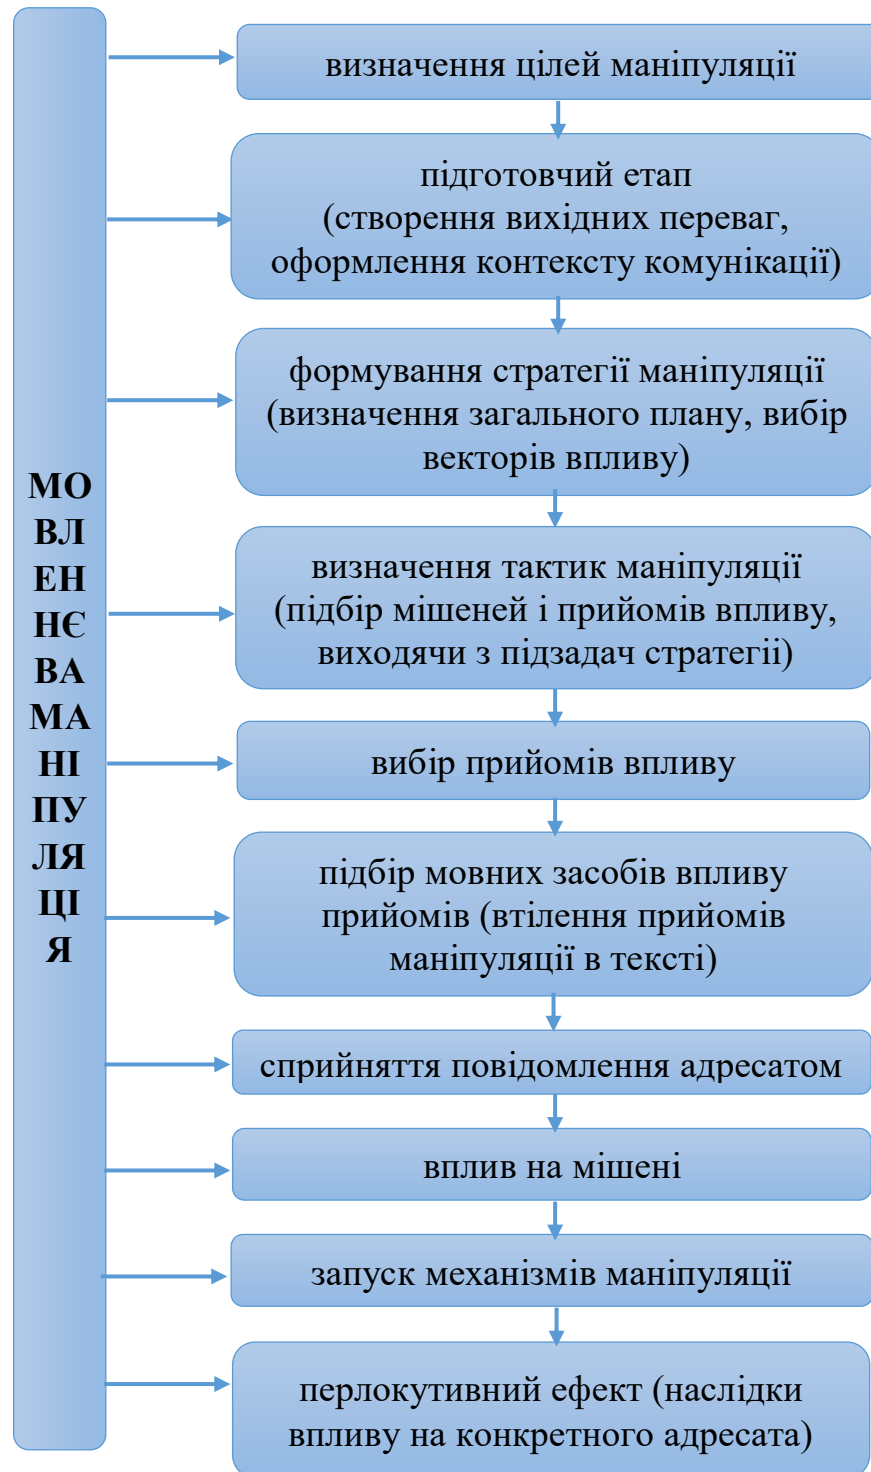 МО
ВЛ
ЕН
НЄ
ВА
МА
НІ
ПУ
ЛЯ
ЦІ
Я
визначення цілей маніпуляції
підготовчий етап
(створення вихідних переваг,
оформлення контексту комунікації)
формування стратегії маніпуляції
(визначення загального плану, вибір
векторів впливу)
визначення тактик маніпуляції
(підбір мішеней і прийомів впливу,
виходячи з підзадач стратегіі)
вибір прийомів впливу
підбір мовних засобів впливу
прийомів (втілення прийомів
маніпуляції в тексті)
сприйняття повідомлення адресатом
вплив на мішені
запуск механізмів маніпуляції
перлокутивний ефект (наслідки
впливу на конкретного адресата)